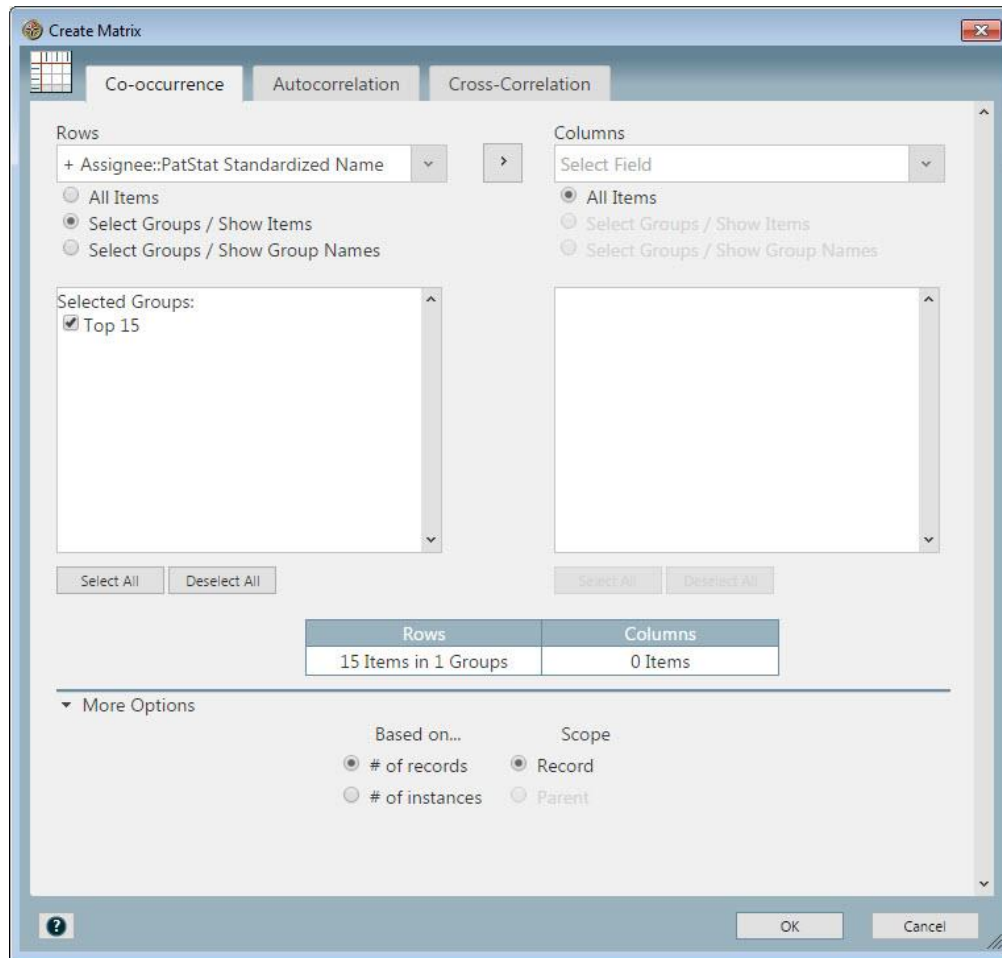 Create Matrix
Co-occurrence Autocorrelation Cross-Correlation
Rows Columns
+ Assignee::PatStat Standardized Name > Select Field
All Items All Items
Select Groups / Show Items Select Groups / Show Items
Select Groups / Show Group Names Select Groups / Show Group Names
Selected Groups:
Top 15
Select All Deselect All Select All Deselect All
Rows Columns
15 Items in 1 Groups 0 Items
More Options
Based on... Scope
# of records Record
# of instances Parent
? OK Cancel